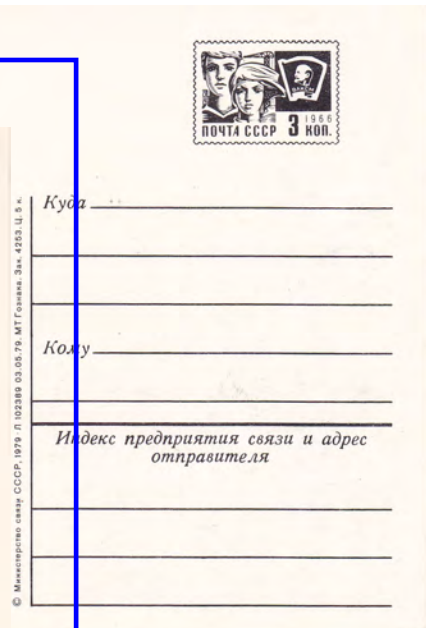 1966
ПОЧТА СССР 3 КОП.
ВЛКСМ
Куда
Кому
Индекс предприятия связи и адрес
отправителя
© Министерство связи СССР, 1979 Л 102389 03.05.79. МТ Гознака. Зак. 4253. Ц. 5 к.